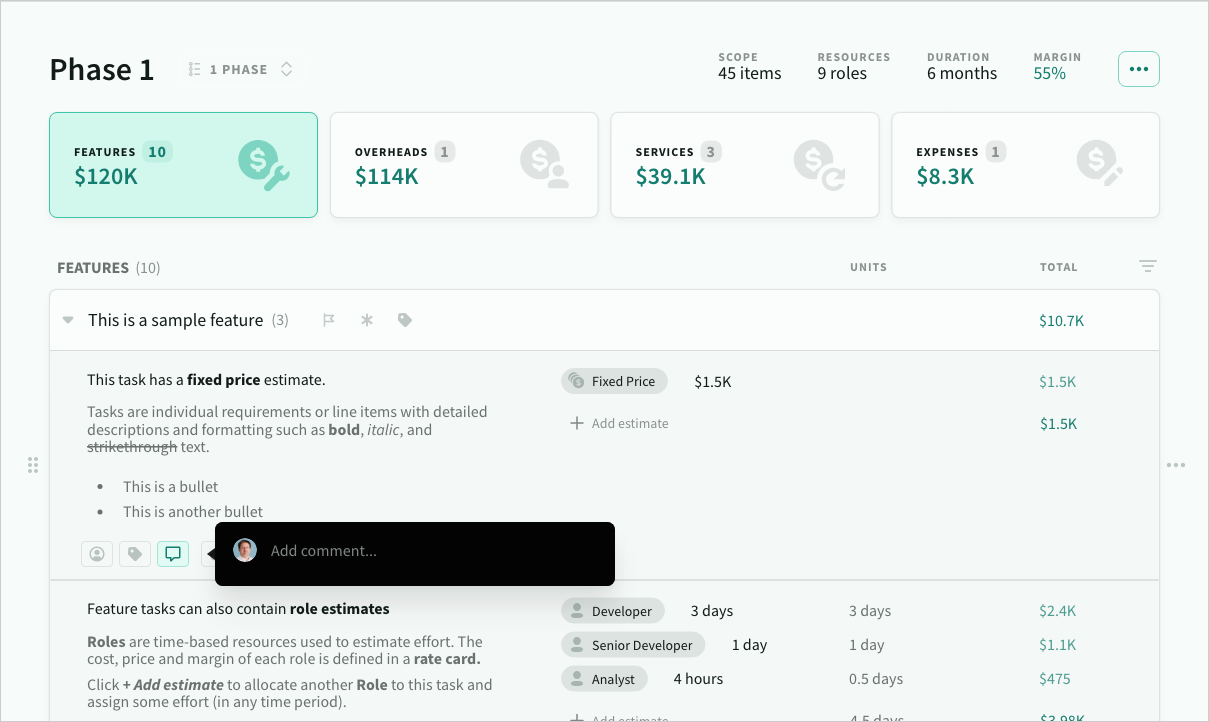 Phase 1
1 PHASE
SCOPE
45 items
RESOURCES
9 roles
DURATION
6 months
MARGIN
55%
FEATURES 10
$120K
OVERHEADS 1
$114K
SERVICES 3
$39.1K
EXPENSES 1
$8.3K
FEATURES (10)
UNITS
TOTAL
This is a sample feature (3)
$10.7K
This task has a fixed price estimate.
Fixed Price
$1.5K
$1.5K
Tasks are individual requirements or line items with detailed
descriptions and formatting such as bold, italic, and
strikethrough text.
Add estimate
$1.5K
• This is a bullet
• This is another bullet
Add comment...
Feature tasks can also contain role estimates
Developer
3 days
3 days
$2.4K
Roles are time-based resources used to estimate effort. The
cost, price and margin of each role is defined in a rate card.
Senior Developer
1 day
1 day
$1.1K
Click + Add estimate to allocate another Role to this task and
assign some effort (in any time period).
Analyst
4 hours
0.5 days
$475
Add estimate
4.5 days
$3.98K